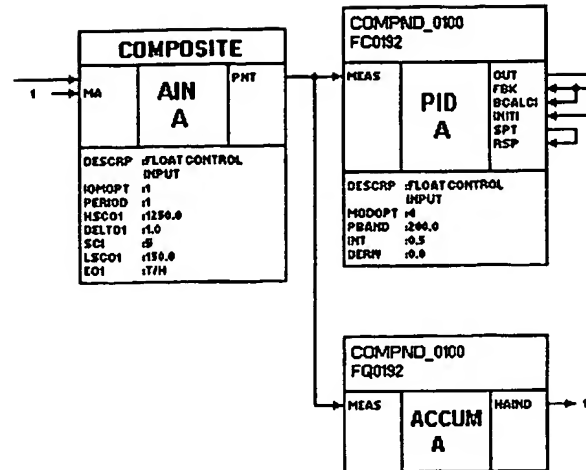 COMPOSITE
1 MA
AIN
A
PNT
DESCRP :FLOAT CONTROL
INPUT
IOMOPT :1
PERIOD :1
HSCO1 :1250.0
DELTO1 :1.0
SCI :5
LSCO1 :150.0
EO1 :T/H
COMPND_0100
FC0192
MEAS
PID
A
OUT
FBK
BCALCI
INITI
SPT
RSP
DESCRP :FLOAT CONTROL
INPUT
MODOPT :4
PBAND :200.0
INT :0.5
DERIV :0.0
COMPND_0100
FQ0192
MEAS
ACCUM
A
HAIND